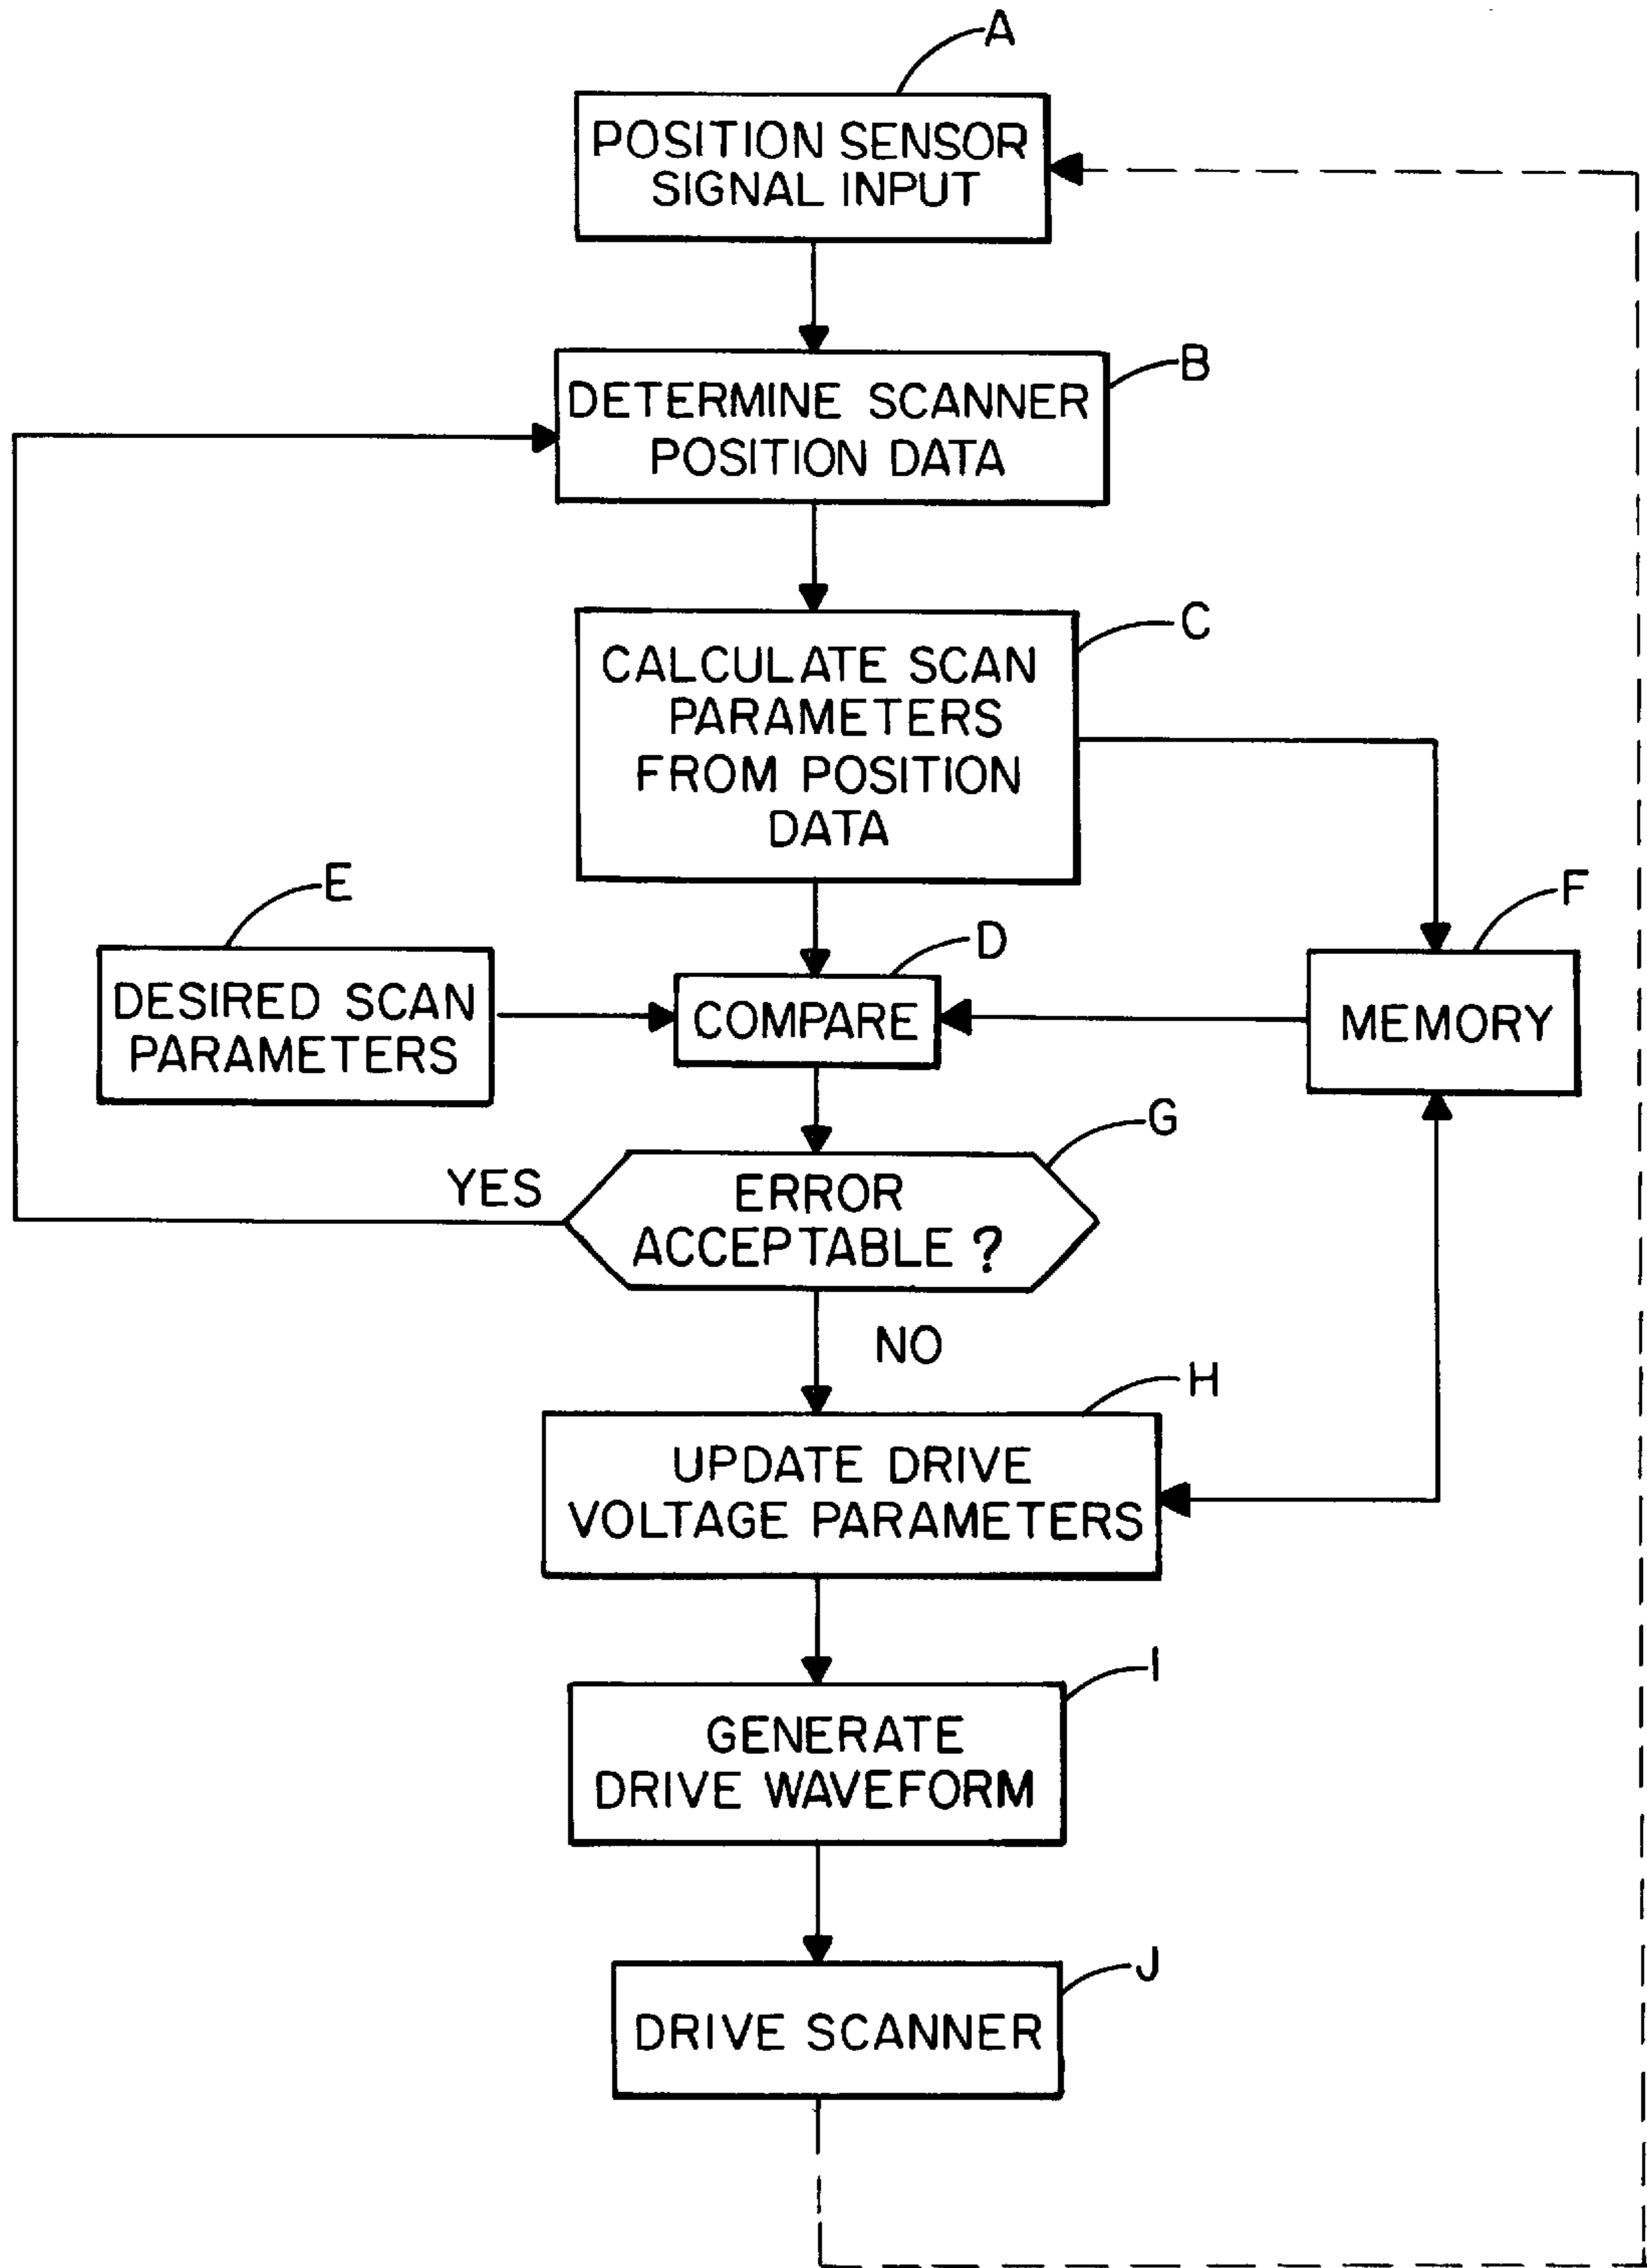 A
POSITION SENSOR
SIGNAL INPUT
B
DETERMINE SCANNER
POSITION DATA
C
CALCULATE SCAN
PARAMETERS
FROM POSITION
DATA
E
DESIRED SCAN
PARAMETERS
D
COMPARE
F
MEMORY
G
YES
ERROR
ACCEPTABLE ?
NO
H
UPDATE DRIVE
VOLTAGE PARAMETERS
I
GENERATE
DRIVE WAVEFORM
J
DRIVE SCANNER